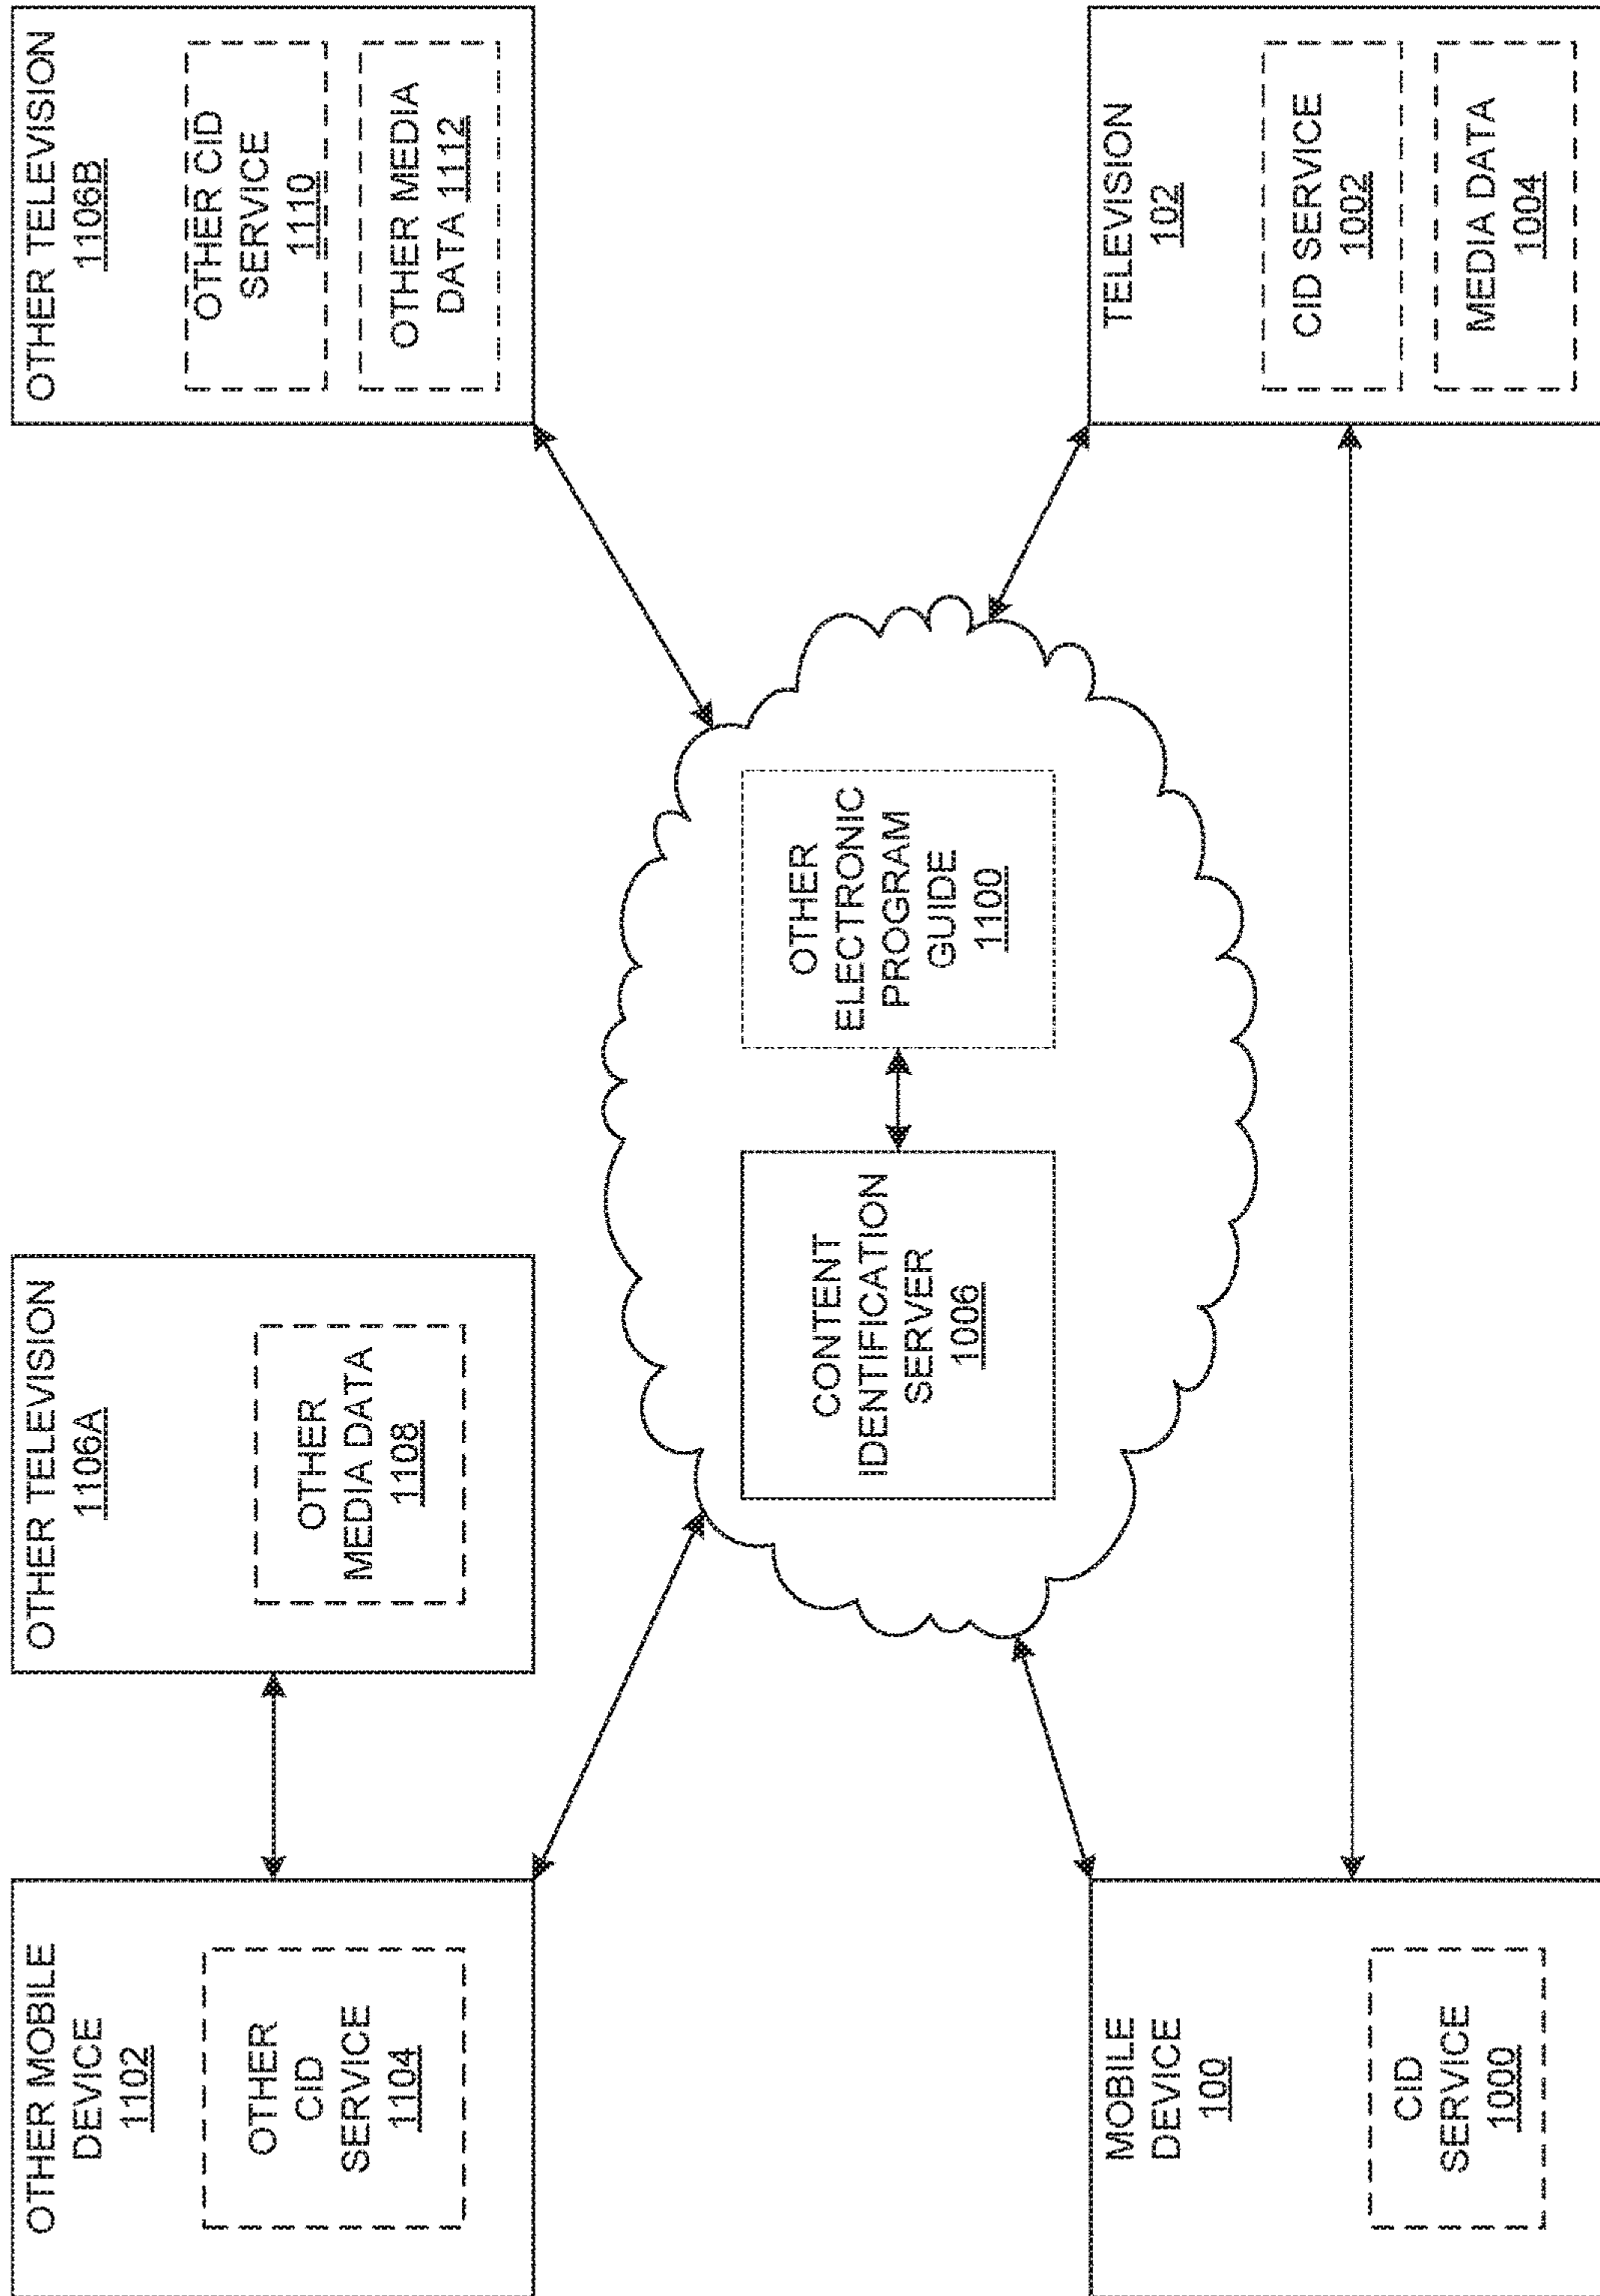 OTHER MOBILE
DEVICE
1102
OTHER
CID
SERVICE
1104
OTHER TELEVISION
1106A
OTHER
MEDIA DATA
1108
OTHER TELEVISION
1106B
OTHER CID
SERVICE
1110
OTHER MEDIA
DATA 1112
CONTENT
IDENTIFICATION
SERVER
1006
OTHER
ELECTRONIC
PROGRAM
GUIDE
1100
MOBILE
DEVICE
100
CID
SERVICE
1000
TELEVISION
102
CID SERVICE
1002
MEDIA DATA
1004